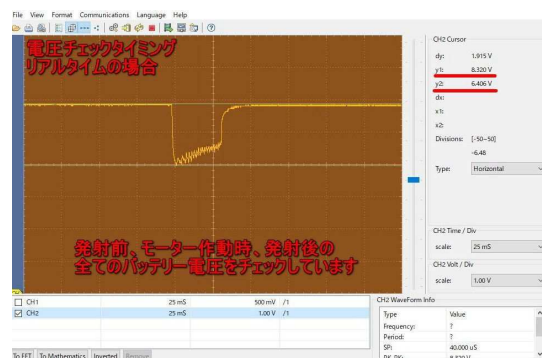 File View Format Communications Language Help
電圧チェックタイミング
リアルタイムの場合
発射前、モーター作動時、発射後の
全てのバッテリー電圧をチェックしています
CH2 Cursor
dy: 1.915 V
y1: 8.320 V
y2: 6.406 V
dx:
x1:
x2:
Divisions: [-50~50]
-6.48
Type: Horizontal
CH2 Time / Div
scale: 25 mS
CH2 Volt / Div
scale: 1.00 V
CH1 25 mS 500 mV /1
CH2 25 mS 1.00 V /1
CH2 WaveForm Info
Type Value
Frequency: ?
Period: ?
SP: 40.000 uS
PK-PK: 8.320 V
To FFT To Mathematics Inverted Remove